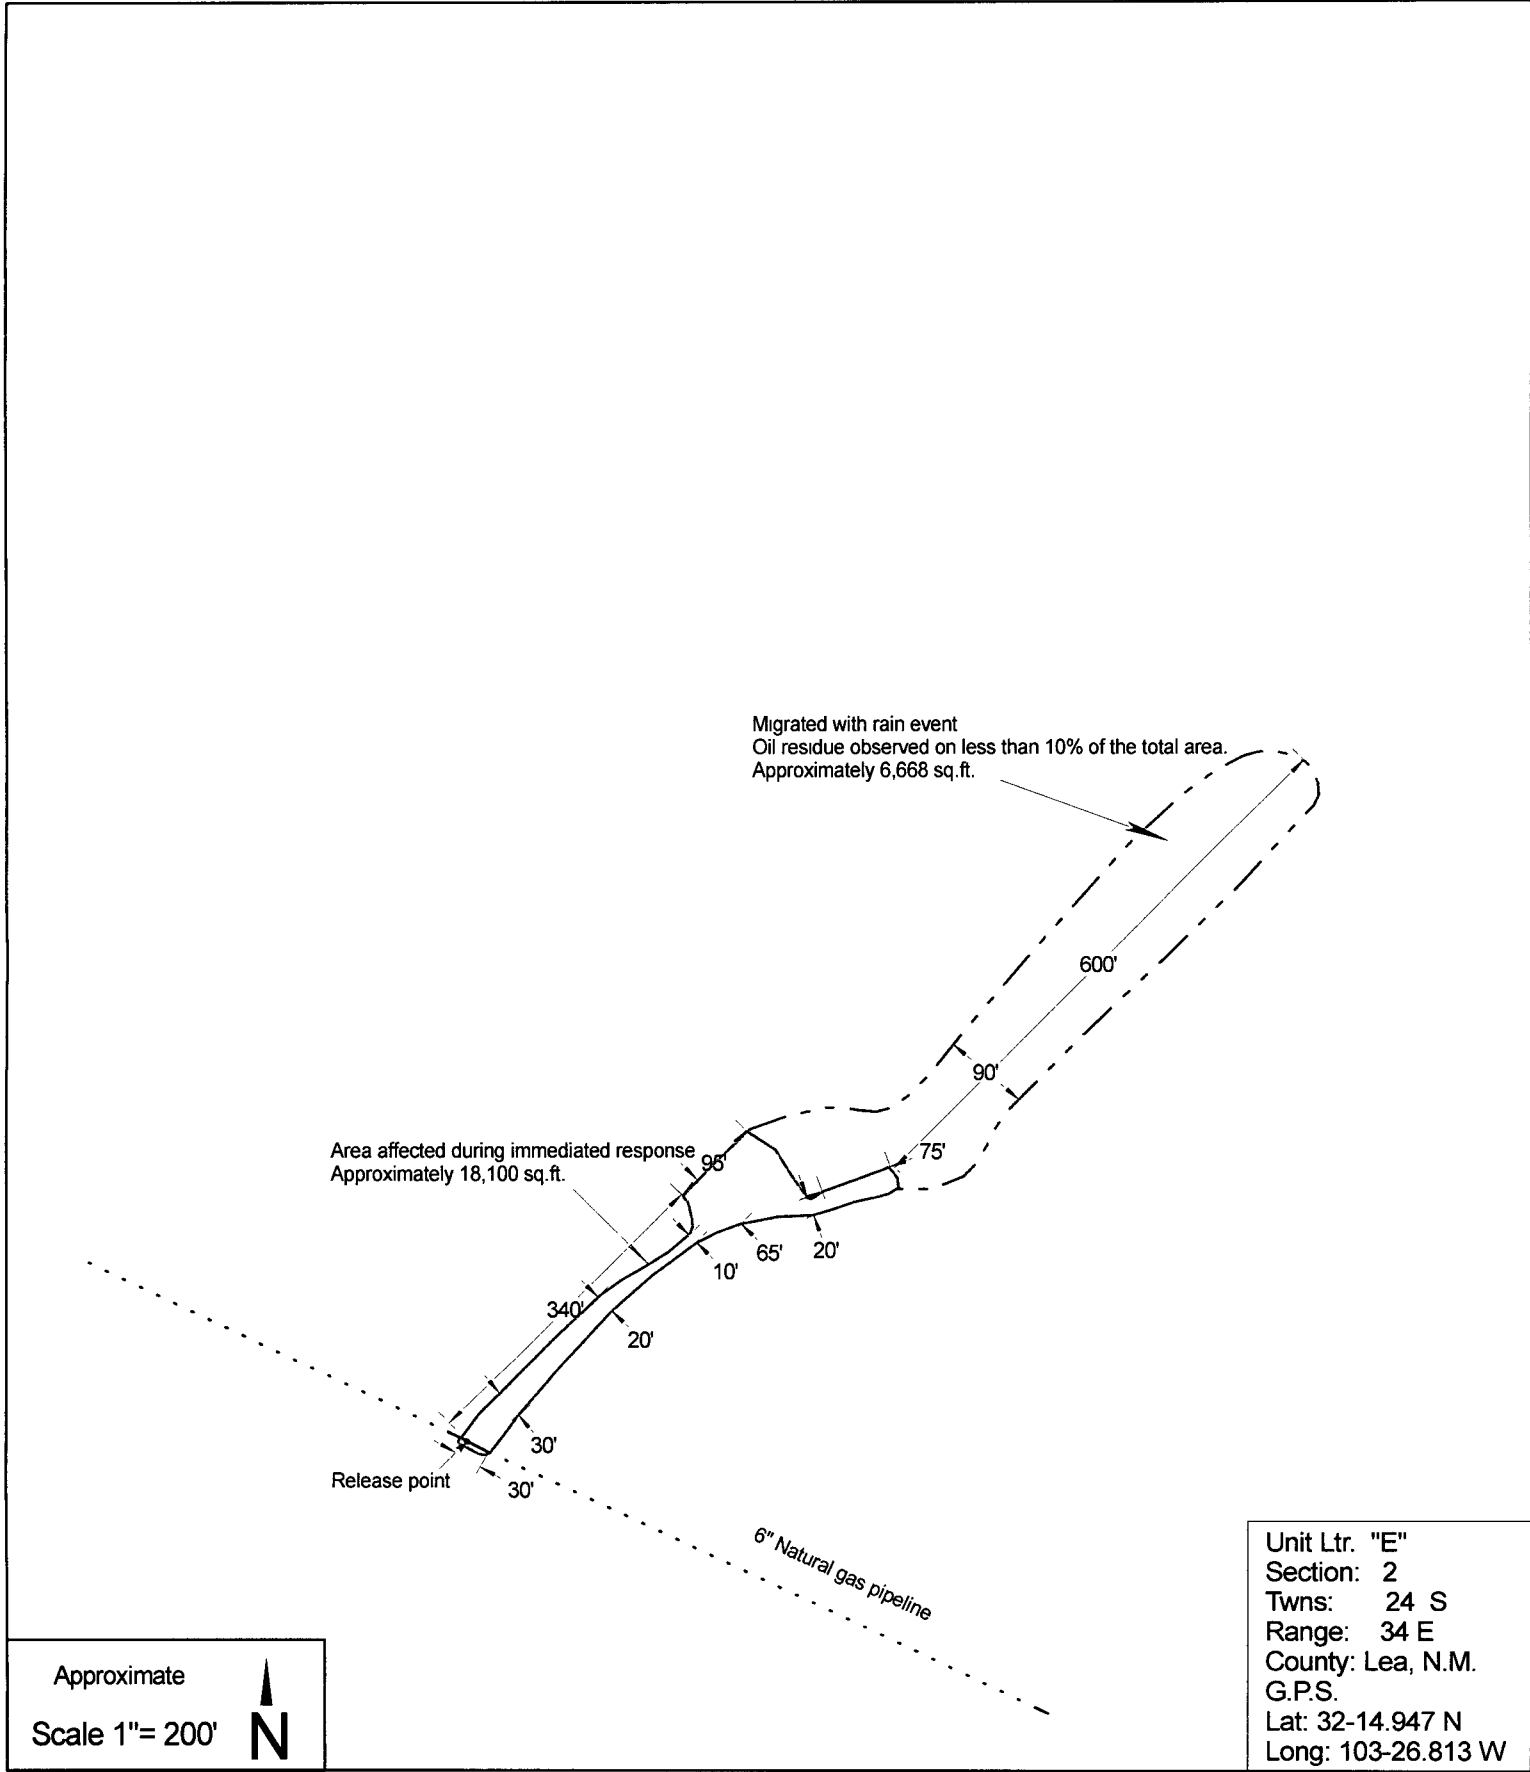 Migrated with rain event
Oil residue observed on less than 10% of the total area.
Approximately 6,668 sq.ft.
600'
90'
Area affected during immediated response
Approximately 18,100 sq.ft.
95'
75'
65'
20'
10'
340'
20'
30'
Release point
30'
6" Natural gas pipeline
Unit Ltr. "E"
Section: 2
Twns: 24 S
Range: 34 E
County: Lea, N.M.
G.P.S.
Lat: 32-14.947 N
Long: 103-26.813 W
Approximate
Scale 1"= 200'
N